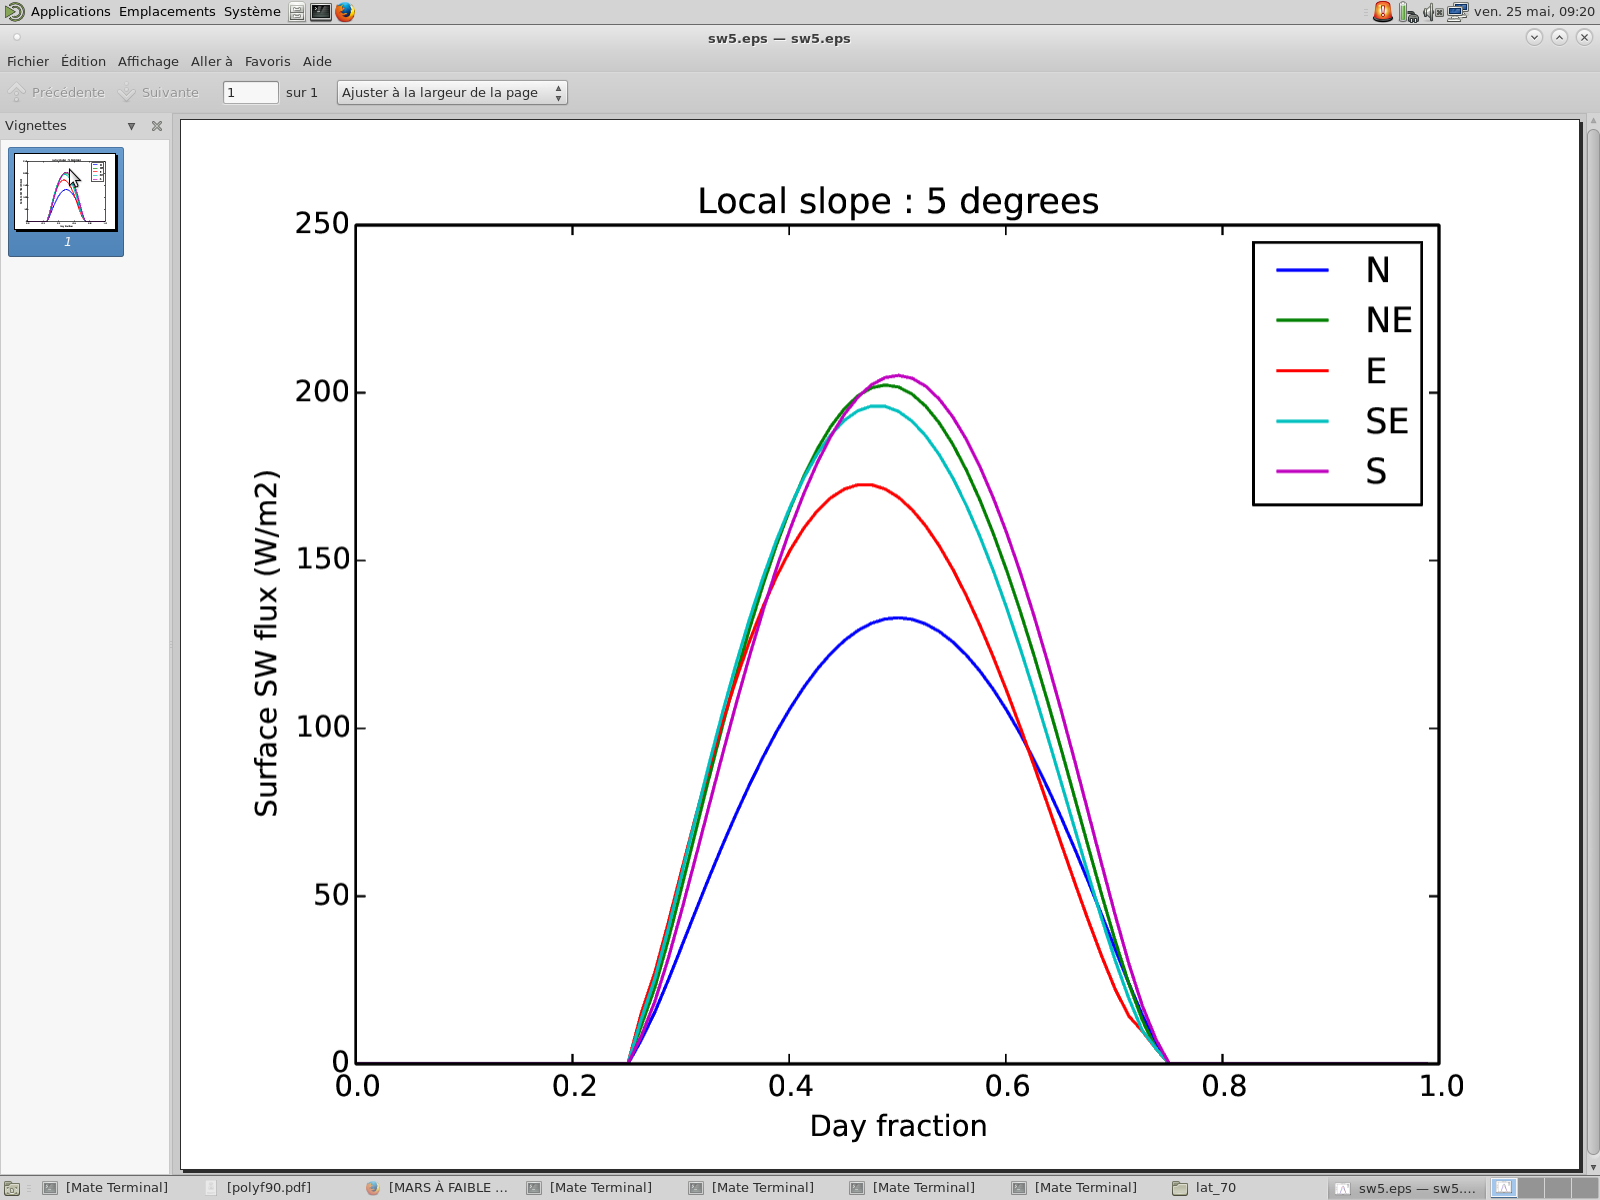 Applications Emplacements Système ven. 25 mai, 09:20
sw5.eps — sw5.eps
Fichier Édition Affichage Aller à Favoris Aide
Précédente Suivante 1 sur 1 Ajuster à la largeur de la page
Vignettes
1
Local slope : 5 degrees
250
200
150
100
50
0
Surface SW flux (W/m2)
N
NE
E
SE
S
0.0 0.2 0.4 0.6 0.8 1.0
Day fraction
[Mate Terminal] [polyf90.pdf] [MARS À FAIBLE ... [Mate Terminal] [Mate Terminal] [Mate Terminal] [Mate Terminal] lat_70 sw5.eps — sw5....